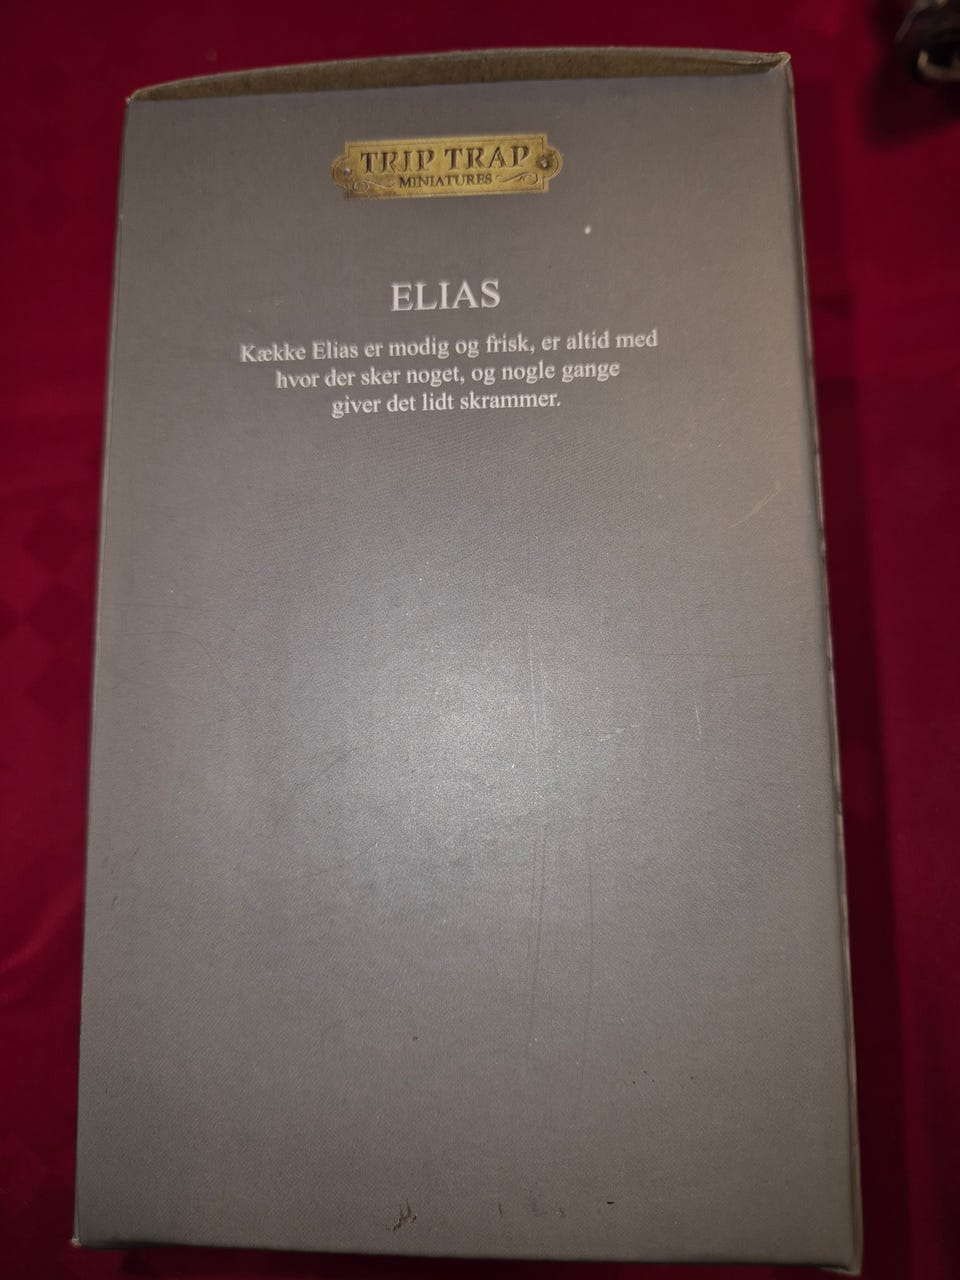 TRIP TRAP
MINIATURES
ELIAS
Kække Elias er modig og frisk, er altid med
hvor der sker noget, og nogle gange
giver det lidt skrammer.